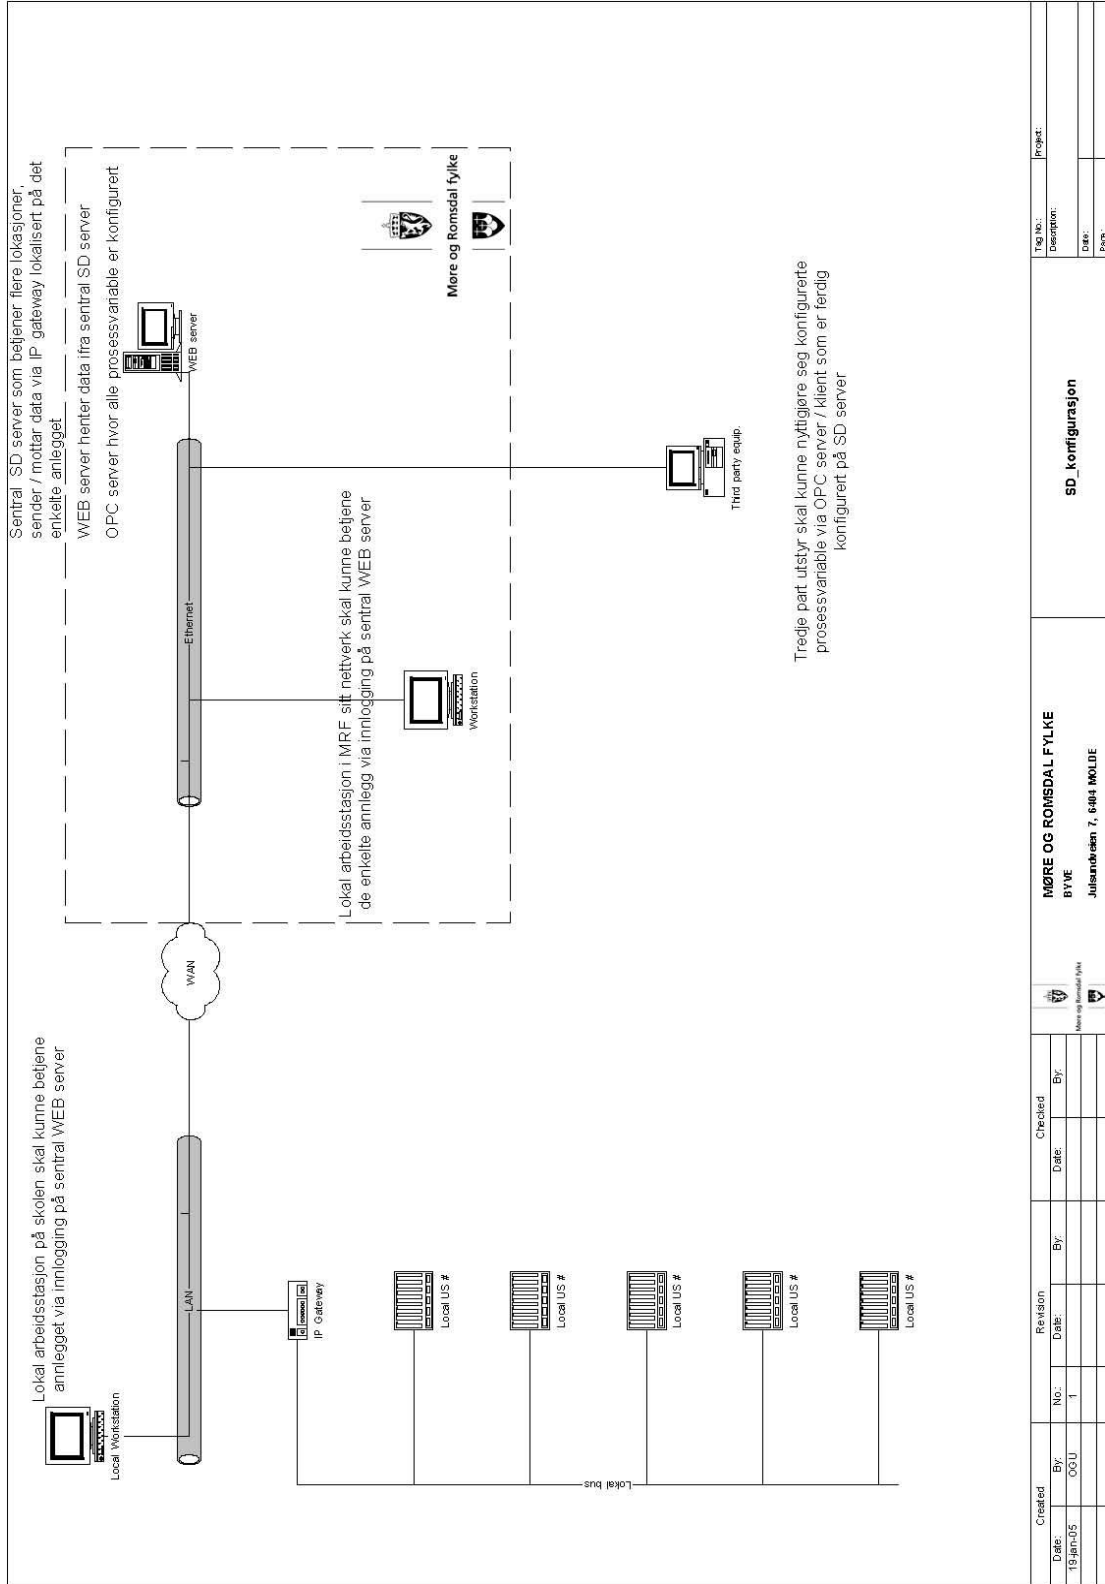 Sentral SD server som betjener flere lokasjoner,
sender / mottar data via IP gateway lokalisert på det
enkelte anlegget
WEB server henter data ifra sentral SD server
OPC server hvor alle prosessvariable er konfigurert
Lokal arbeidsstasjon på skolen skal kunne betjene
annlegget via innlogging på sentral WEB server
Local Workstation
LAN
WAN
Ethernet
WEB server
Møre og Romsdal fylke
IP Gateway
Lokal arbeidsstasjon i MRF sitt nettverk skal kunne betjene
de enkelte annlegg via innlogging på sentral WEB server
Workstation
Third party equip.
Local US #
Local US #
Local US #
Local US #
Local US #
Lokal bus
Tredje part utstyr skal kunne nyttigjøre seg konfigurerte
prosessvariable via OPC server / klient som er ferdig
konfigurert på SD server
Created
Revision
Checked
Date:
By:
No.:
Date:
By:
Date:
By:
19-jan-05
OGU
1
Møre og Romsdal fylke
MØRE OG ROMSDAL FYLKE
BYVE
Julsundveien 7, 6404 MOLDE
SD_konfigurasjon
Tag No.:
Project:
Description:
Date:
Page: